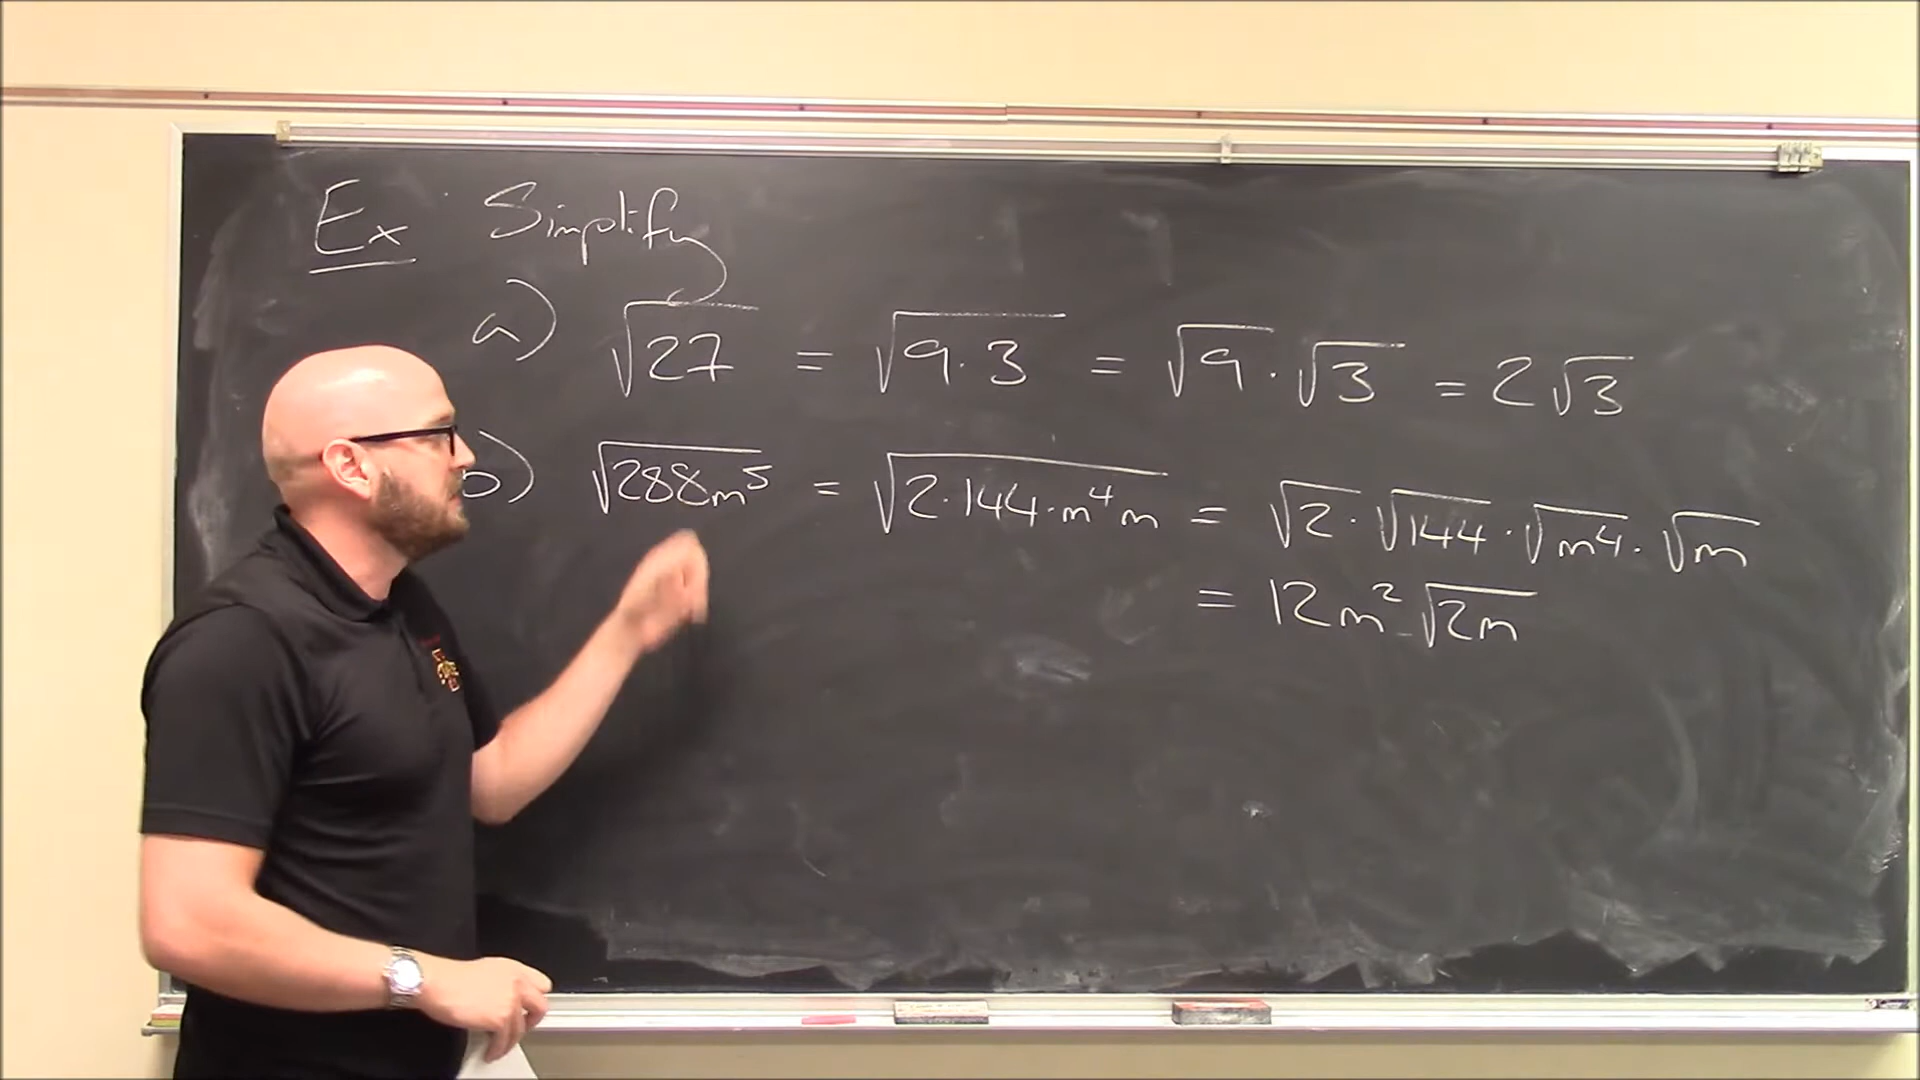 Ex Simplify
a) √27 = √9·3 = √9 · √3 = 2√3
b) √288m⁵ = √2·144·m⁴m = √2 · √144 · √m⁴ · √m
= 12m² √2m